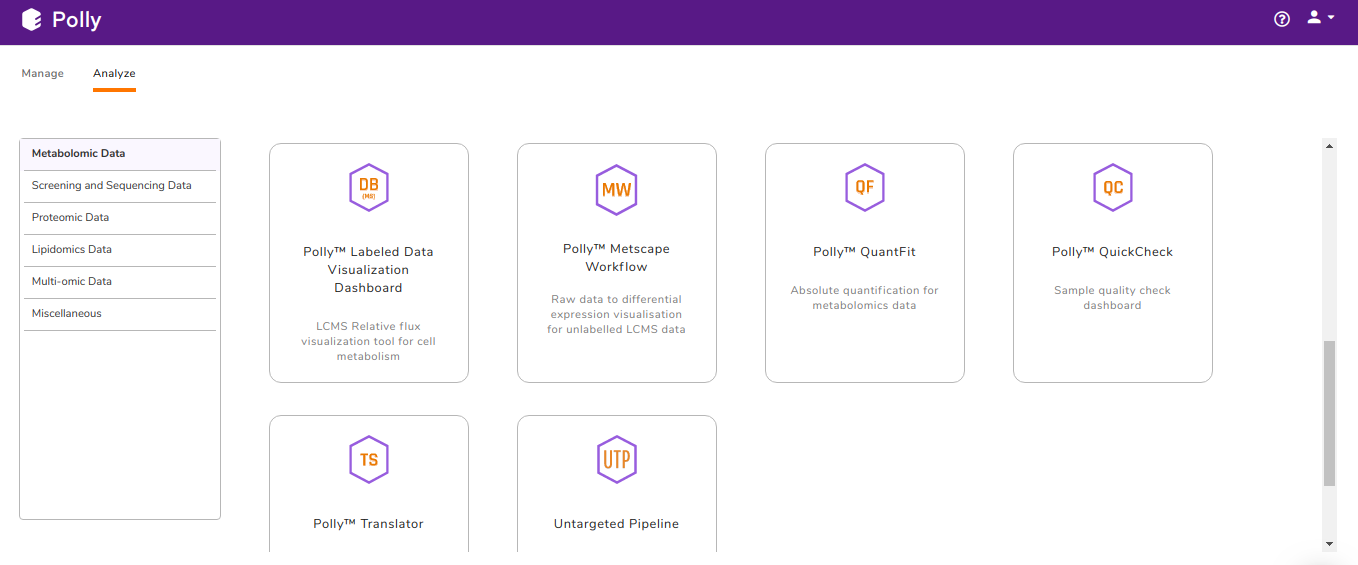 Polly
Manage
Analyze
Metabolomic Data
Screening and Sequencing Data
Proteomic Data
Lipidomics Data
Multi-omic Data
Miscellaneous
DB
(MS)
Polly™ Labeled Data
Visualization
Dashboard
LCMS Relative flux
visualization tool for cell
metabolism
MW
Polly™ Metscape
Workflow
Raw data to differential
expression visualisation
for unlabelled LCMS data
QF
Polly™ QuantFit
Absolute quantification for
metabolomics data
QC
Polly™ QuickCheck
Sample quality check
dashboard
TS
Polly™ Translator
UTP
Untargeted Pipeline